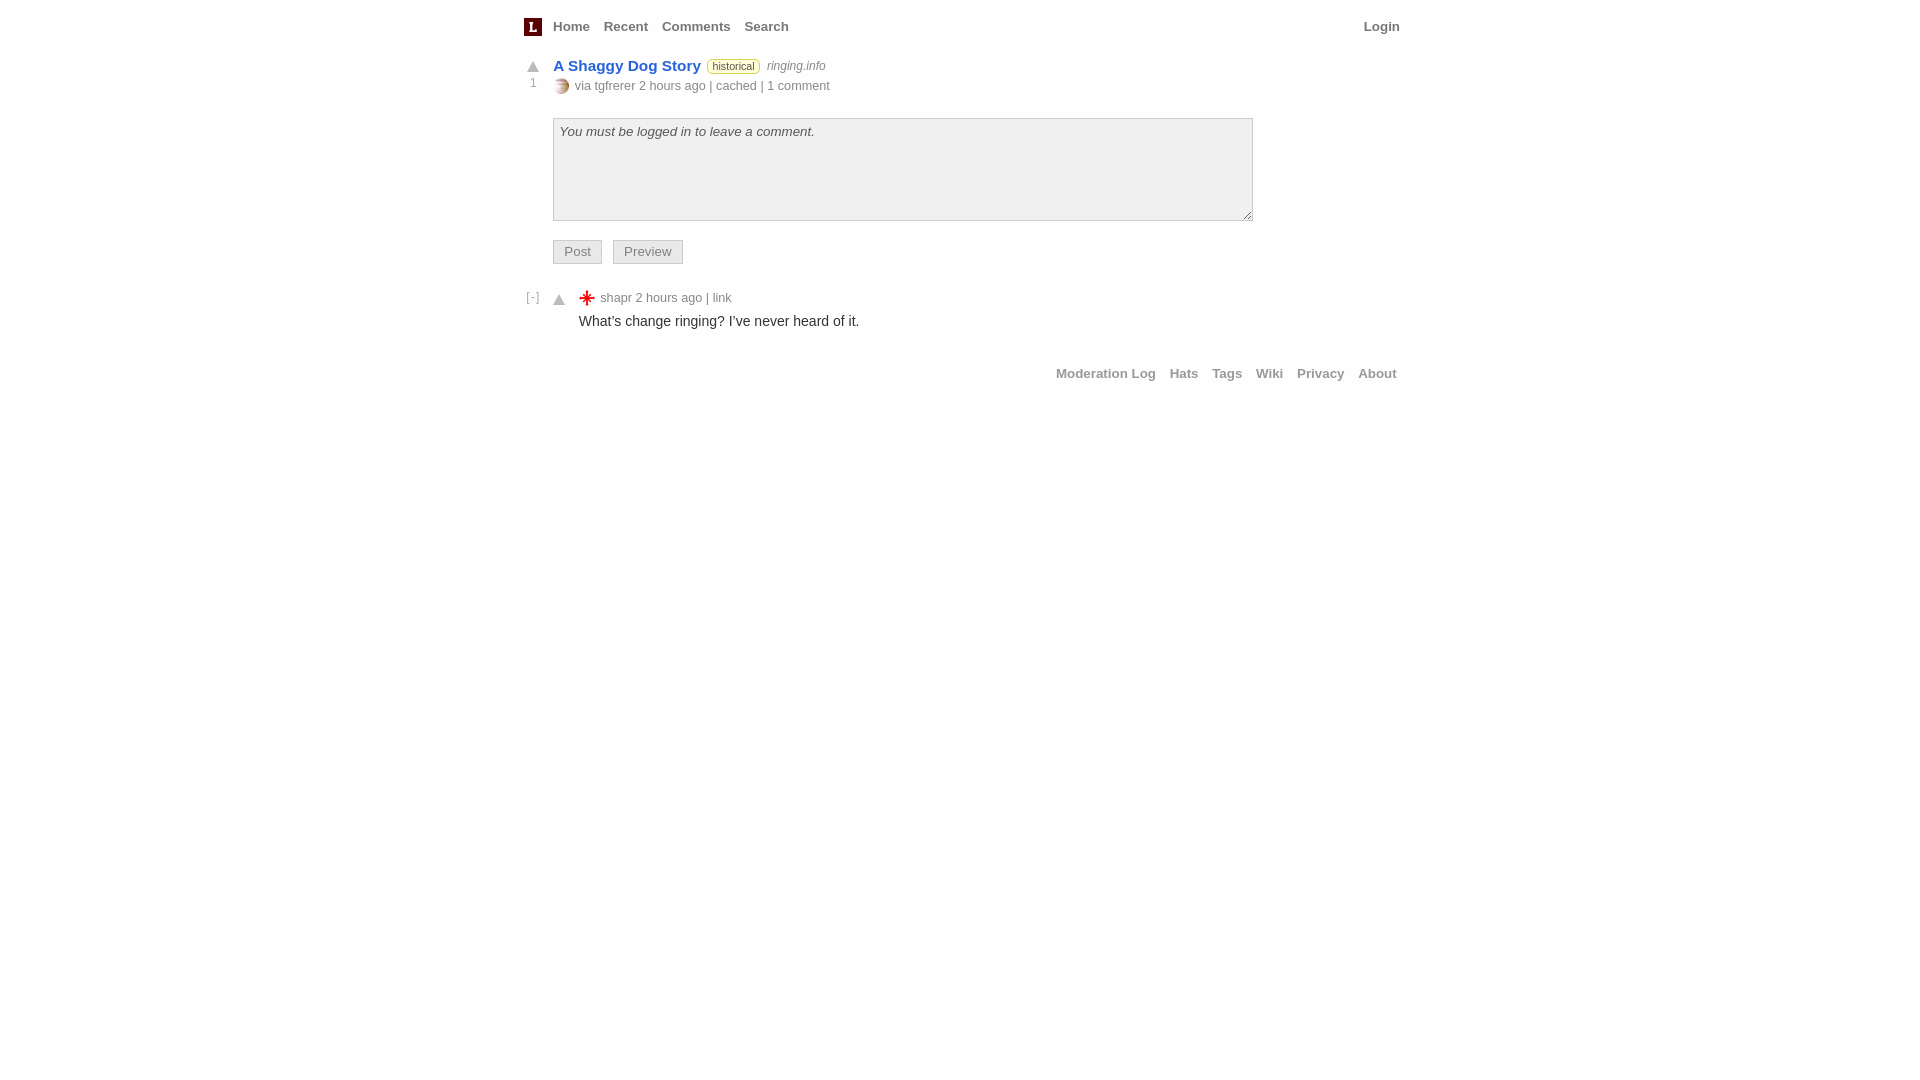 L Home Recent Comments Search Login
A Shaggy Dog Story historical ringing.info
1
via tgfrerer 2 hours ago | cached | 1 comment
You must be logged in to leave a comment.
Post Preview
[-] shapr 2 hours ago | link
What’s change ringing? I’ve never heard of it.
Moderation Log Hats Tags Wiki Privacy About